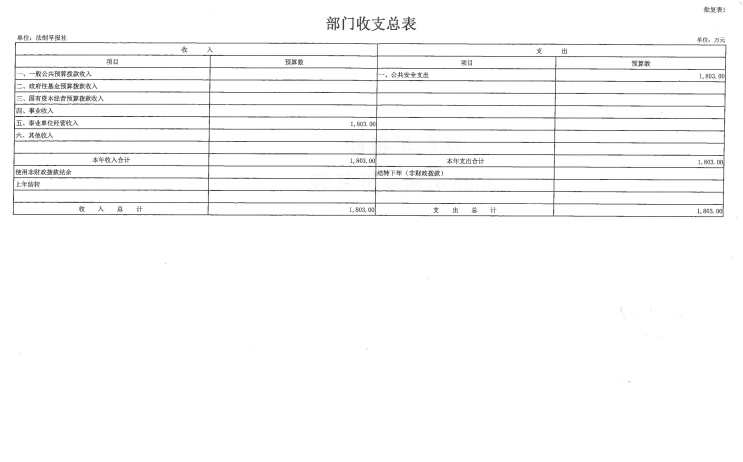 批复表1
部门收支总表
单位：法制早报社 单位：万元
收 入 支 出
项目 预算数 项目 预算数
一、一般公共预算拨款收入 一、公共安全支出 1,803.00
二、政府性基金预算拨款收入
三、国有资本经营预算拨款收入
四、事业收入
五、事业单位经营收入 1,803.00
六、其他收入
本年收入合计 1,803.00 本年支出合计 1,803.00
使用非财政拨款结余 结转下年（非财政拨款）
上年结转
收 入 总 计 1,803.00 支 出 总 计 1,803.00